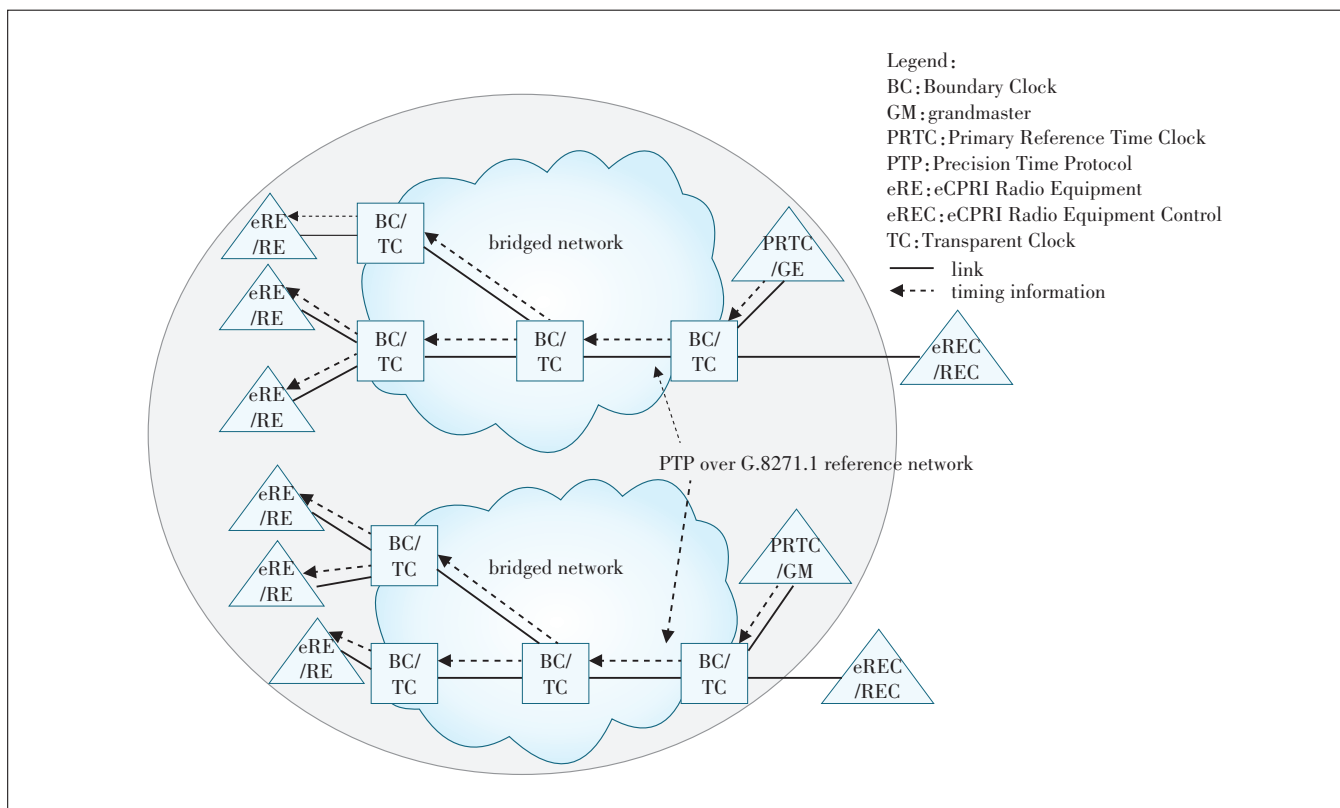 Legend:
BC:Boundary Clock
GM:grandmaster
PRTC:Primary Reference Time Clock
PTP:Precision Time Protocol
eRE:eCPRI Radio Equipment
eREC:eCPRI Radio Equipment Control
TC:Transparent Clock
link
timing information
eRE
/RE
BC/
TC
bridged network
PRTC
/GE
eRE
/RE
BC/
TC
BC/
TC
BC/
TC
eREC
/REC
eRE
/RE
PTP over G.8271.1 reference network
eRE
/RE
BC/
TC
bridged network
PRTC
/GM
eRE
/RE
eRE
/RE
BC/
TC
BC/
TC
BC/
TC
eREC
/REC